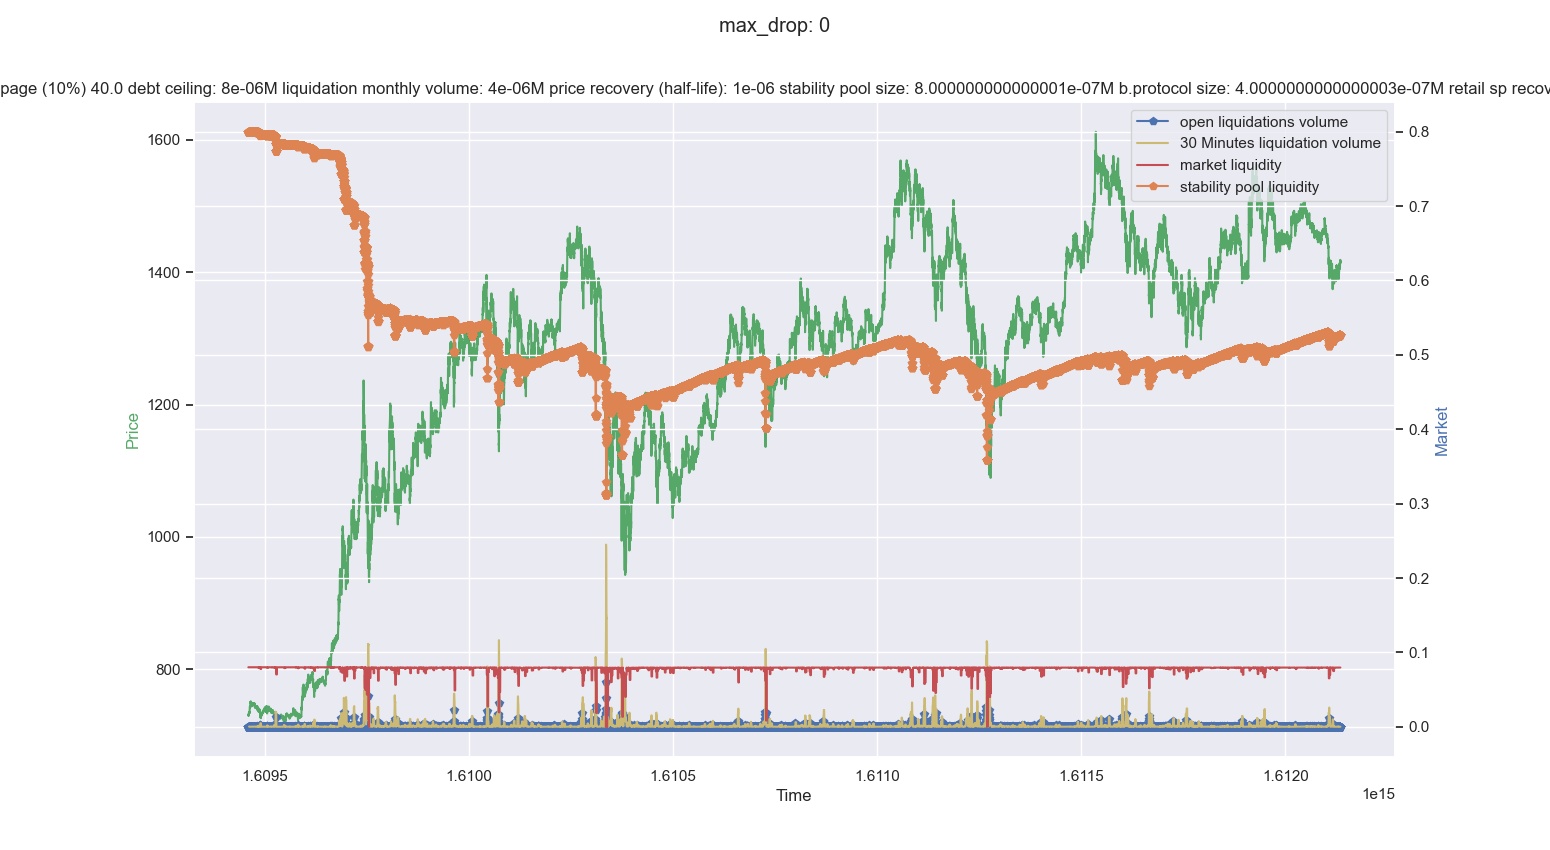 max_drop: 0
page (10%) 40.0 debt ceiling: 8e-06M liquidation monthly volume: 4e-06M price recovery (half-life): 1e-06 stability pool size: 8.000000000000001e-07M b.protocol size: 4.0000000000000003e-07M retail sp recov
open liquidations volume
30 Minutes liquidation volume
market liquidity
stability pool liquidity
1600
1400
1200
1000
800
Price
0.8
0.7
0.6
0.5
0.4
0.3
0.2
0.1
0.0
Market
1.6095 1.6100 1.6105 1.6110 1.6115 1.6120
Time
1e15